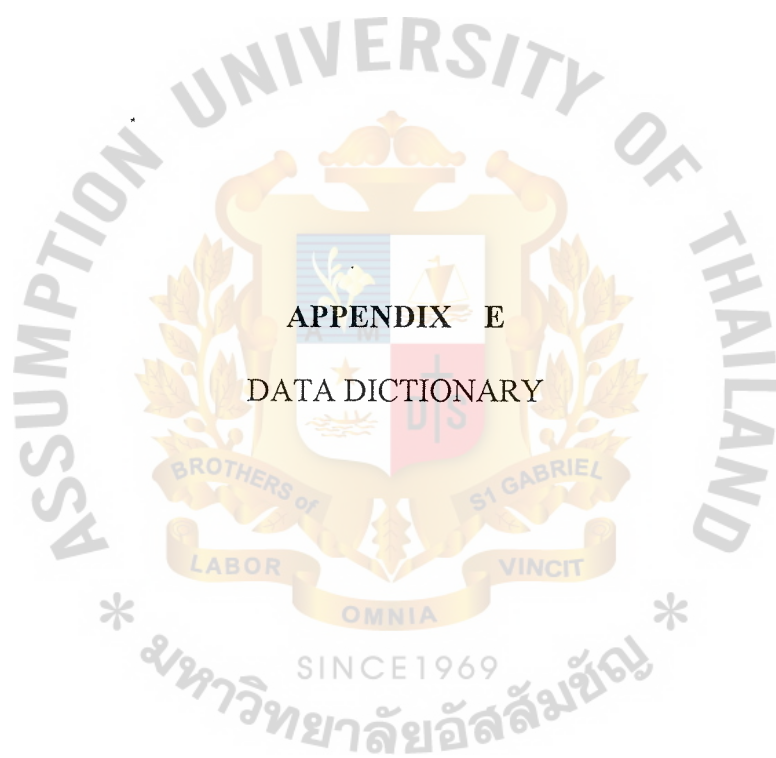 ASSUMPTION UNIVERSITY OF THAILAND
APPENDIX E
DATA DICTIONARY
A M
D S
BROTHERS of
S1 GABRIEL
LABOR
VINCIT
OMNIA
SINCE1969
* มหาวิทยาลัยอัสสัมชัญ *